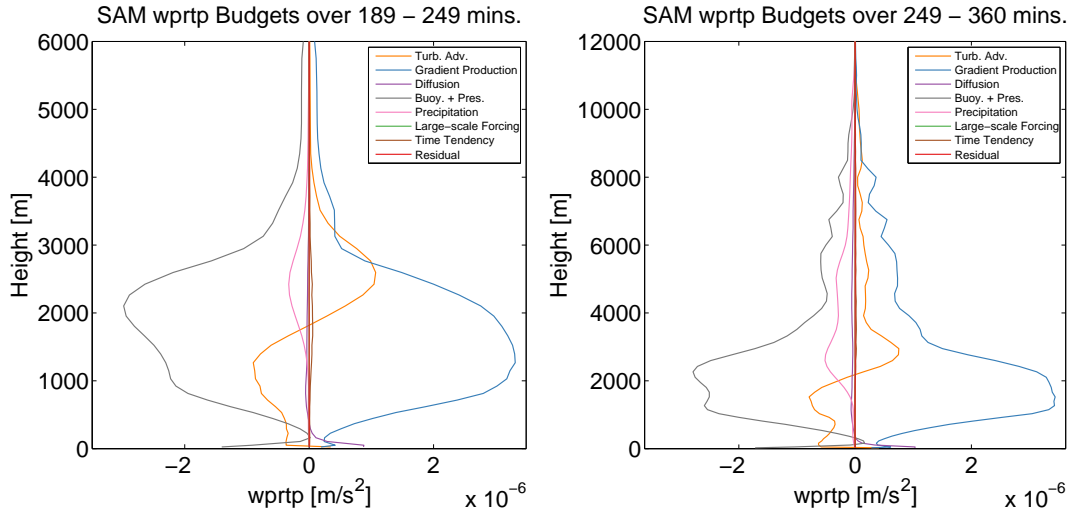 SAM wprtp Budgets over 189 − 249 mins.
6000
5000
4000
3000
2000
1000
0
Height [m]
Turb. Adv.
Gradient Production
Diffusion
Buoy. + Pres.
Precipitation
Large−scale Forcing
Time Tendency
Residual
−2
0
2
wprtp [m/s²]
x 10⁻⁶
SAM wprtp Budgets over 249 − 360 mins.
12000
10000
8000
6000
4000
2000
0
Height [m]
Turb. Adv.
Gradient Production
Diffusion
Buoy. + Pres.
Precipitation
Large−scale Forcing
Time Tendency
Residual
−2
0
2
wprtp [m/s²]
x 10⁻⁶